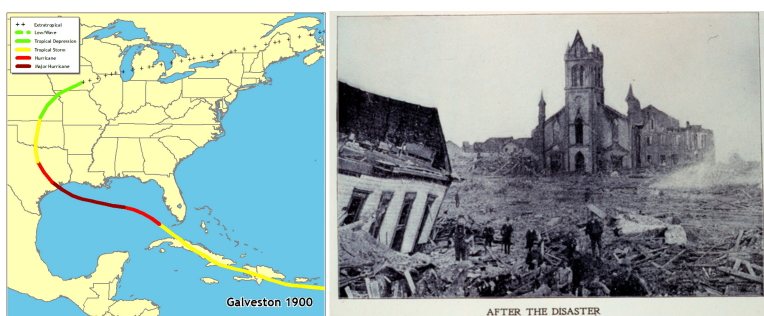 Extratropical
Low/Wave
Tropical Depression
Tropical Storm
Hurricane
Major Hurricane
Galveston 1900
AFTER THE DISASTER